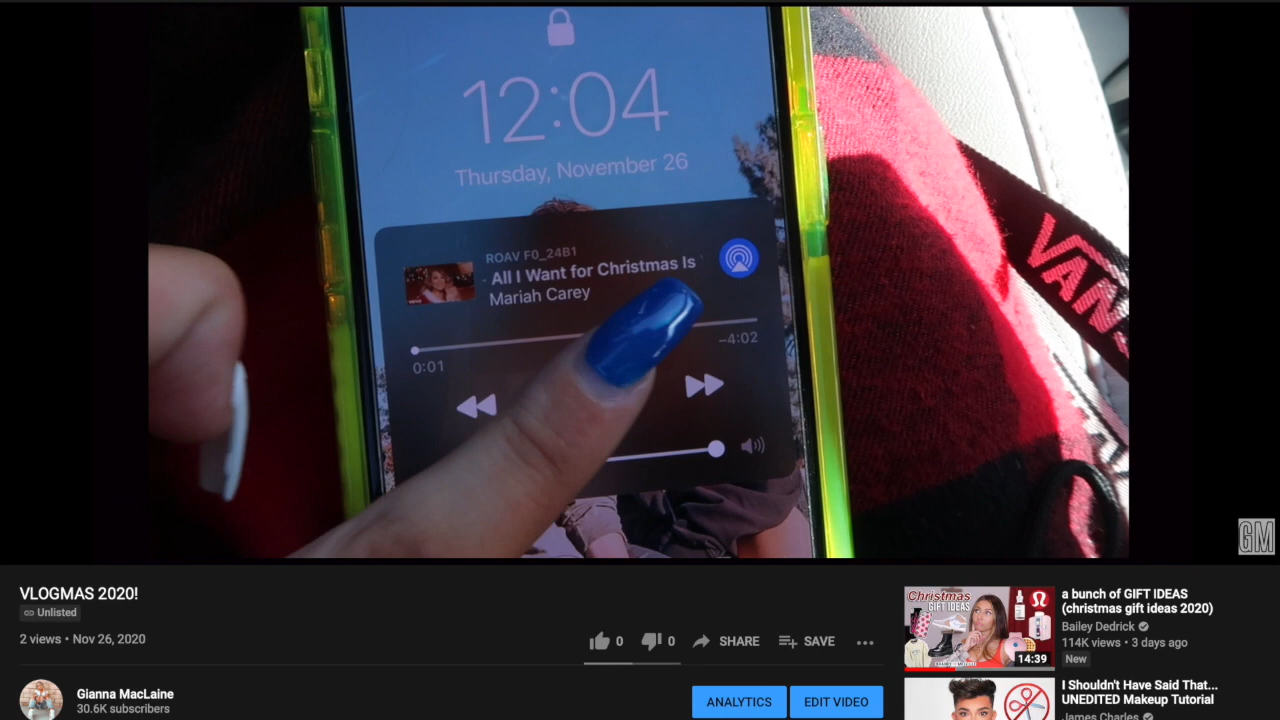 12:04
Thursday, November 26
ROAV F0_24B1
All I Want for Christmas Is
Mariah Carey
0:01
-4:02
VANS
GM
VLOGMAS 2020!
Unlisted
2 views • Nov 26, 2020
0
0
SHARE
SAVE
Gianna MacLaine
30.6K subscribers
ANALYTICS
EDIT VIDEO
Christmas
GIFT IDEAS
14:39
a bunch of GIFT IDEAS
(christmas gift ideas 2020)
Bailey Dedrick
114K views • 3 days ago
New
I Shouldn't Have Said That...
UNEDITED Makeup Tutorial
James Charles